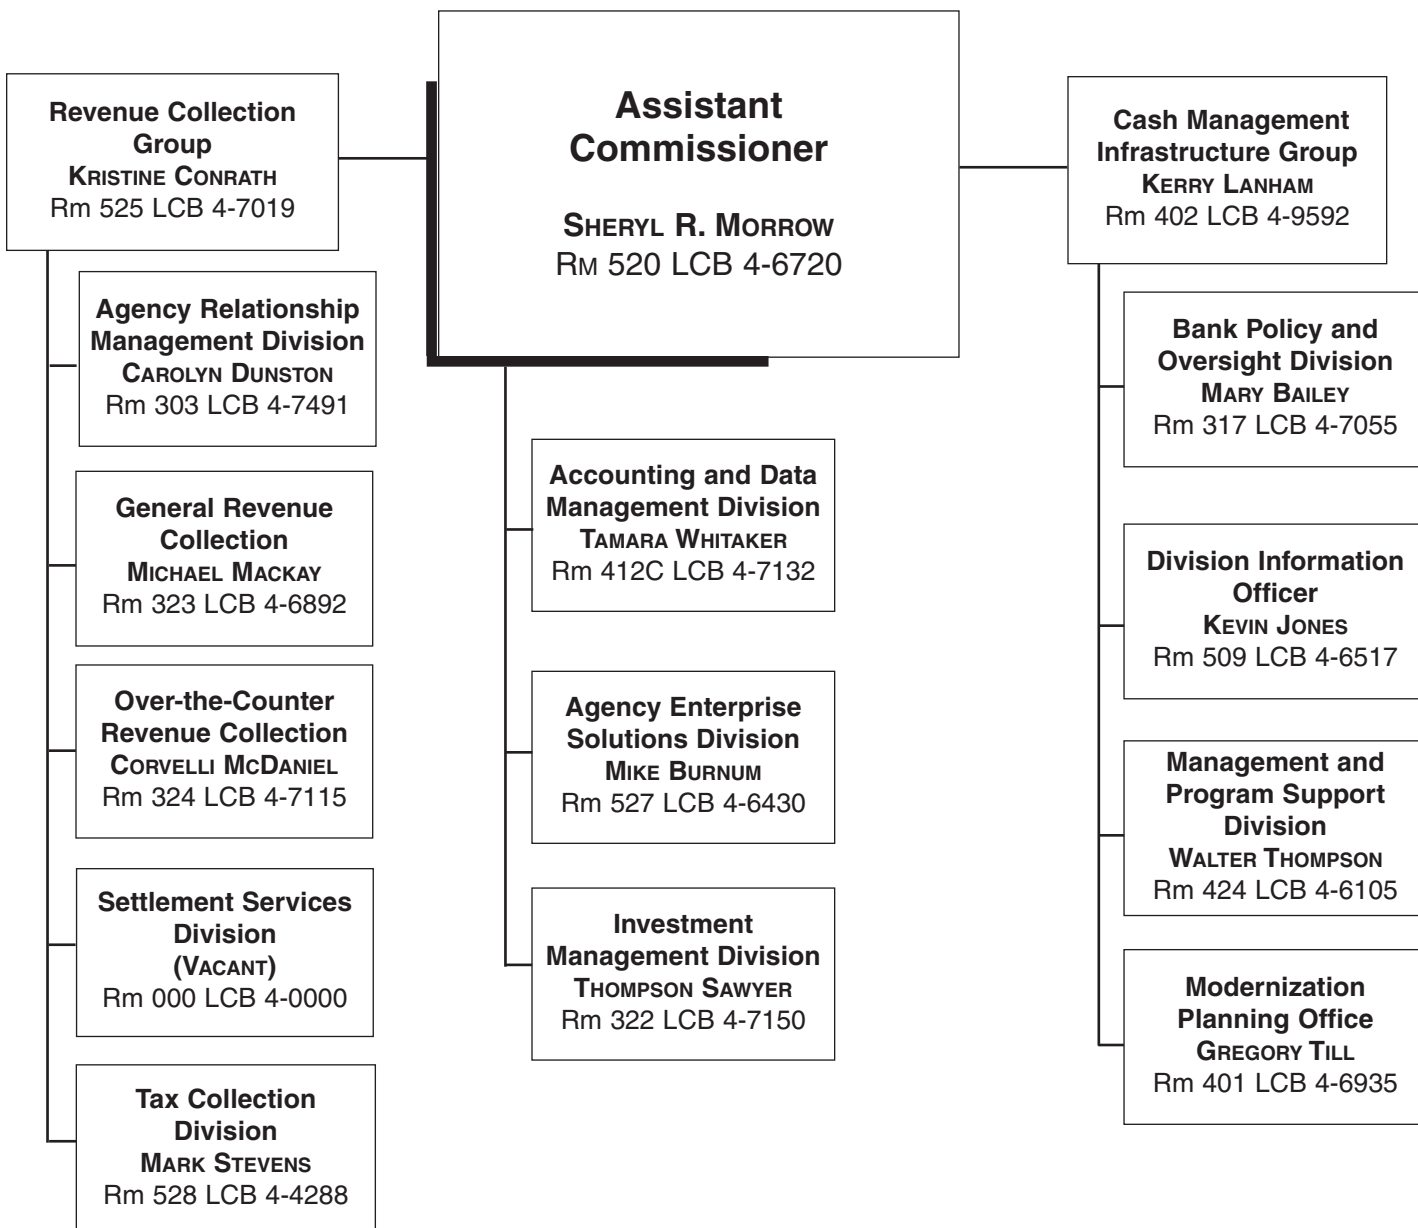 Assistant
Commissioner
SHERYL R. MORROW
RM 520 LCB 4-6720
Revenue Collection
Group
KRISTINE CONRATH
Rm 525 LCB 4-7019
Agency Relationship
Management Division
CAROLYN DUNSTON
Rm 303 LCB 4-7491
General Revenue
Collection
MICHAEL MACKAY
Rm 323 LCB 4-6892
Over-the-Counter
Revenue Collection
CORVELLI MCDANIEL
Rm 324 LCB 4-7115
Settlement Services
Division
(VACANT)
Rm 000 LCB 4-0000
Tax Collection
Division
MARK STEVENS
Rm 528 LCB 4-4288
Accounting and Data
Management Division
TAMARA WHITAKER
Rm 412C LCB 4-7132
Agency Enterprise
Solutions Division
MIKE BURNUM
Rm 527 LCB 4-6430
Investment
Management Division
THOMPSON SAWYER
Rm 322 LCB 4-7150
Cash Management
Infrastructure Group
KERRY LANHAM
Rm 402 LCB 4-9592
Bank Policy and
Oversight Division
MARY BAILEY
Rm 317 LCB 4-7055
Division Information
Officer
KEVIN JONES
Rm 509 LCB 4-6517
Management and
Program Support
Division
WALTER THOMPSON
Rm 424 LCB 4-6105
Modernization
Planning Office
GREGORY TILL
Rm 401 LCB 4-6935